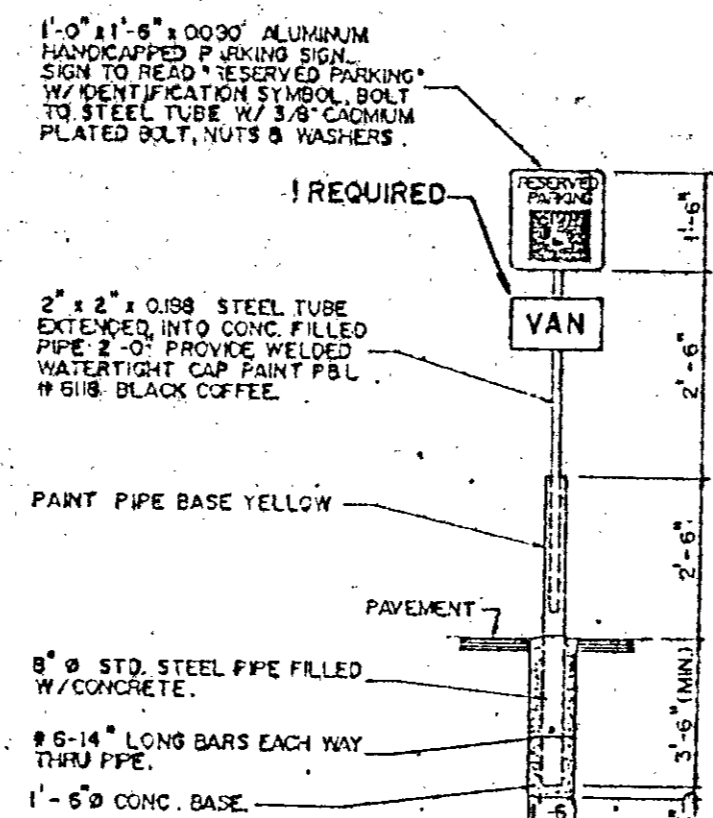 1'-0" x 1'-6" x 0.090" ALUMINUM
HANDICAPPED PARKING SIGN.
SIGN TO READ "RESERVED PARKING"
W/IDENTIFICATION SYMBOL, BOLT
TO STEEL TUBE W/ 3/8" CADMIUM
PLATED BOLT, NUTS & WASHERS.
RESERVED
PARKING
1'-6"
1 REQUIRED
VAN
2" x 2" x 0.188 STEEL TUBE
EXTENDED INTO CONC. FILLED
PIPE 2'-0" PROVIDE WELDED
WATERTIGHT CAP PAINT PBL
# 6118 BLACK COFFEE
2'-6"
PAINT PIPE BASE YELLOW
2'-6"
PAVEMENT
8" Ø STD. STEEL PIPE FILLED
W/CONCRETE.
# 6-14" LONG BARS EACH WAY
THRU PIPE.
3'-6" (MIN.)
1'-6"Ø CONC. BASE